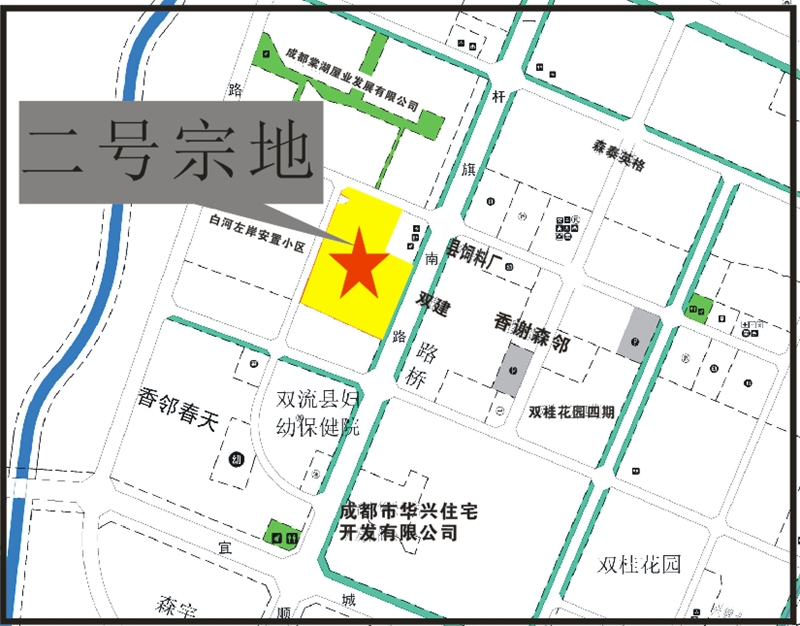 成都棠湖屋业发展有限公司
路
杆
二号宗地
森泰英格
旗
白河左岸安置小区
南
县饲料厂
双建
香谢森邻
路
路桥
香邻春天
双流县妇
幼保健院
双桂花园四期
幼
成都市华兴住宅
开发有限公司
宜
双桂花园
城
顺